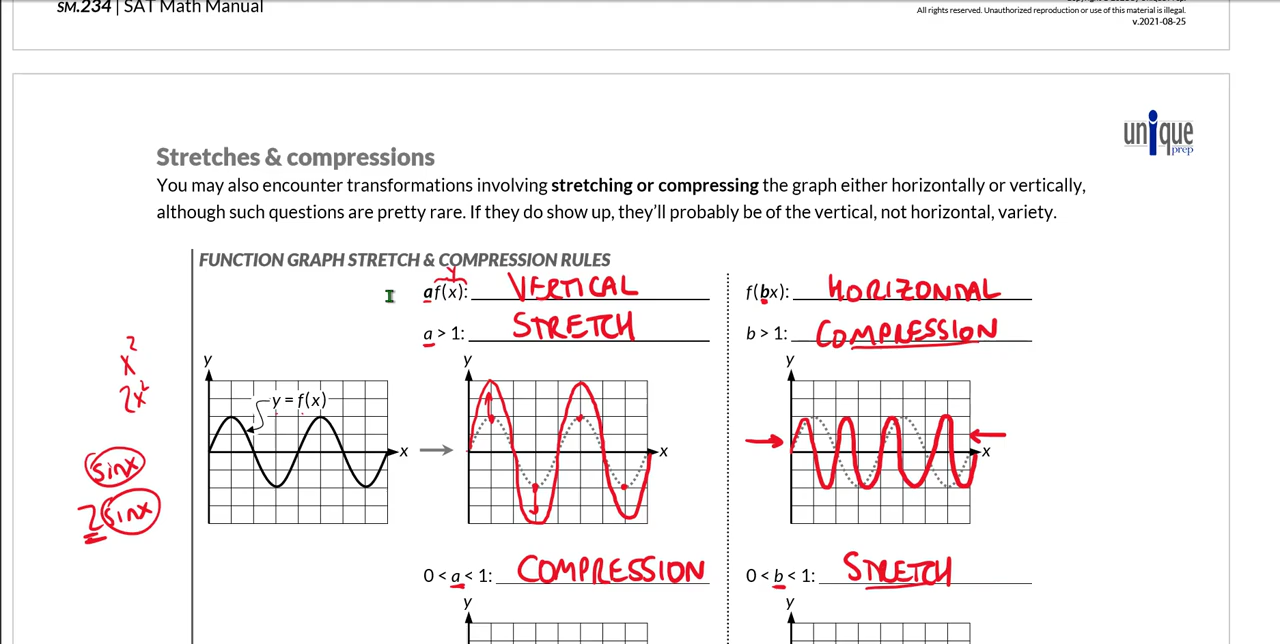 SM.234 | SAT Math Manual
All rights reserved. Unauthorized reproduction or use of this material is illegal.
v.2021-08-25
unique
prep
Stretches & compressions
You may also encounter transformations involving stretching or compressing the graph either horizontally or vertically,
although such questions are pretty rare. If they do show up, they'll probably be of the vertical, not horizontal, variety.
FUNCTION GRAPH STRETCH & COMPRESSION RULES
y
af(x): VERTICAL
f(bx): HORIZONTAL
a > 1: STRETCH
b > 1: COMPRESSION
x²
2x²
sinx
2 sinx
y
y = f(x)
x
y
x
y
x
0 < a < 1: COMPRESSION
0 < b < 1: STRETCH
y
y